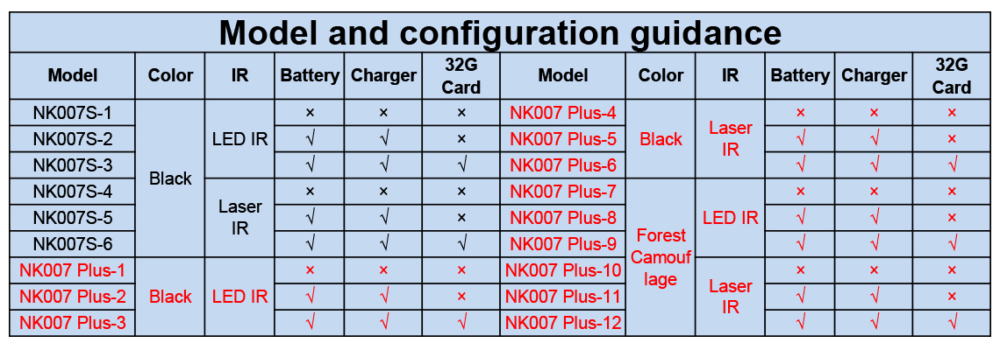 Model and configuration guidance
Model Color IR Battery Charger 32G Card Model Color IR Battery Charger 32G Card
NK007S-1 Black LED IR × × × NK007 Plus-4 Black Laser IR × × ×
NK007S-2 √ √ × NK007 Plus-5 √ √ ×
NK007S-3 √ √ √ NK007 Plus-6 √ √ √
NK007S-4 Laser IR × × × NK007 Plus-7 Forest Camouf lage LED IR × × ×
NK007S-5 √ √ × NK007 Plus-8 √ √ ×
NK007S-6 √ √ √ NK007 Plus-9 √ √ √
NK007 Plus-1 Black LED IR × × × NK007 Plus-10 Laser IR × × ×
NK007 Plus-2 √ √ × NK007 Plus-11 √ √ ×
NK007 Plus-3 √ √ √ NK007 Plus-12 √ √ √